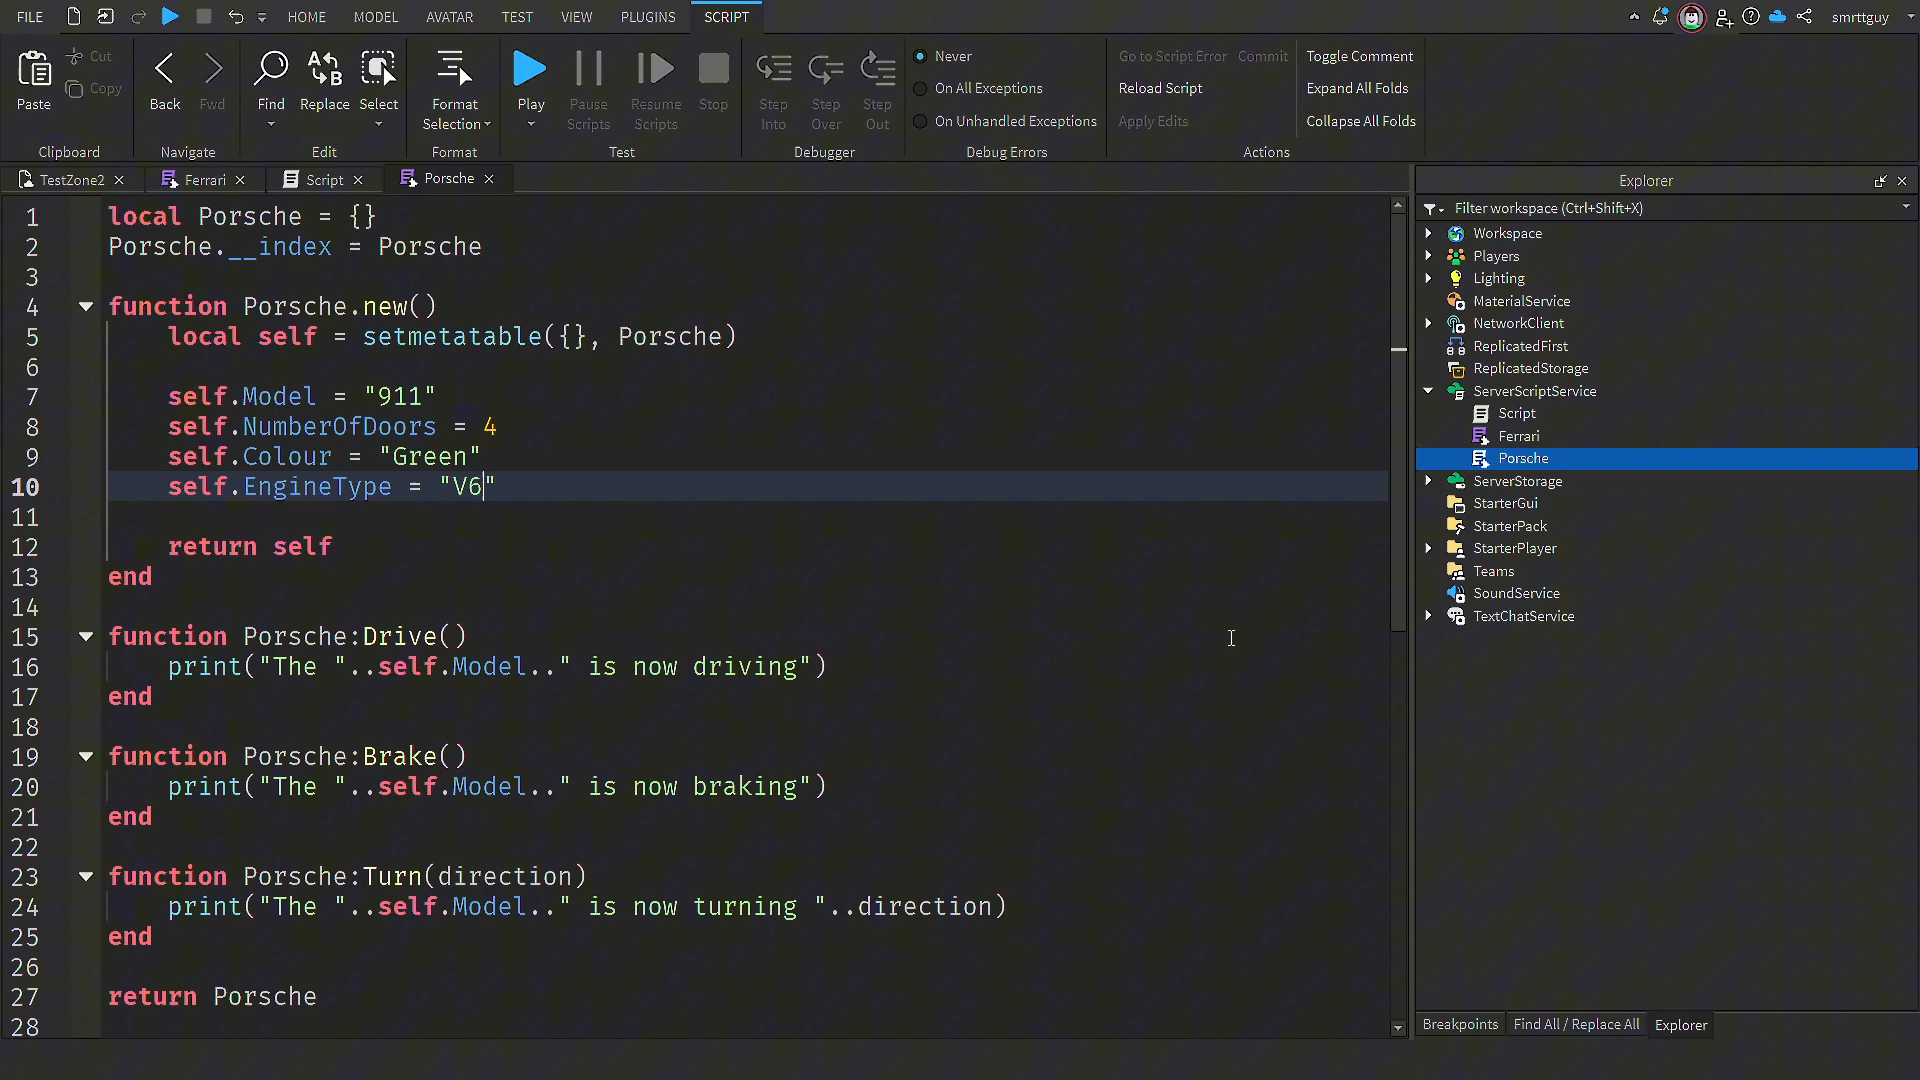 FILE HOME MODEL AVATAR TEST VIEW PLUGINS SCRIPT smrttguy
Paste Cut Copy Back Fwd Find Replace Select Format Selection Play Pause Scripts Resume Scripts Stop Step Into Step Over Step Out Never On All Exceptions On Unhandled Exceptions Go to Script Error Commit Reload Script Apply Edits Toggle Comment Expand All Folds Collapse All Folds
Clipboard Navigate Edit Format Test Debugger Debug Errors Actions
TestZone2 Ferrari Script Porsche
1 local Porsche = {}
2 Porsche.__index = Porsche
3
4 function Porsche.new()
5 local self = setmetatable({}, Porsche)
6
7 self.Model = "911"
8 self.NumberOfDoors = 4
9 self.Colour = "Green"
10 self.EngineType = "V6"
11
12 return self
13 end
14
15 function Porsche:Drive()
16 print("The "..self.Model.." is now driving")
17 end
18
19 function Porsche:Brake()
20 print("The "..self.Model.." is now braking")
21 end
22
23 function Porsche:Turn(direction)
24 print("The "..self.Model.." is now turning "..direction)
25 end
26
27 return Porsche
28
Explorer
Filter workspace (Ctrl+Shift+X)
Workspace
Players
Lighting
MaterialService
NetworkClient
ReplicatedFirst
ReplicatedStorage
ServerScriptService
Script
Ferrari
Porsche
ServerStorage
StarterGui
StarterPack
StarterPlayer
Teams
SoundService
TextChatService
Breakpoints Find All / Replace All Explorer